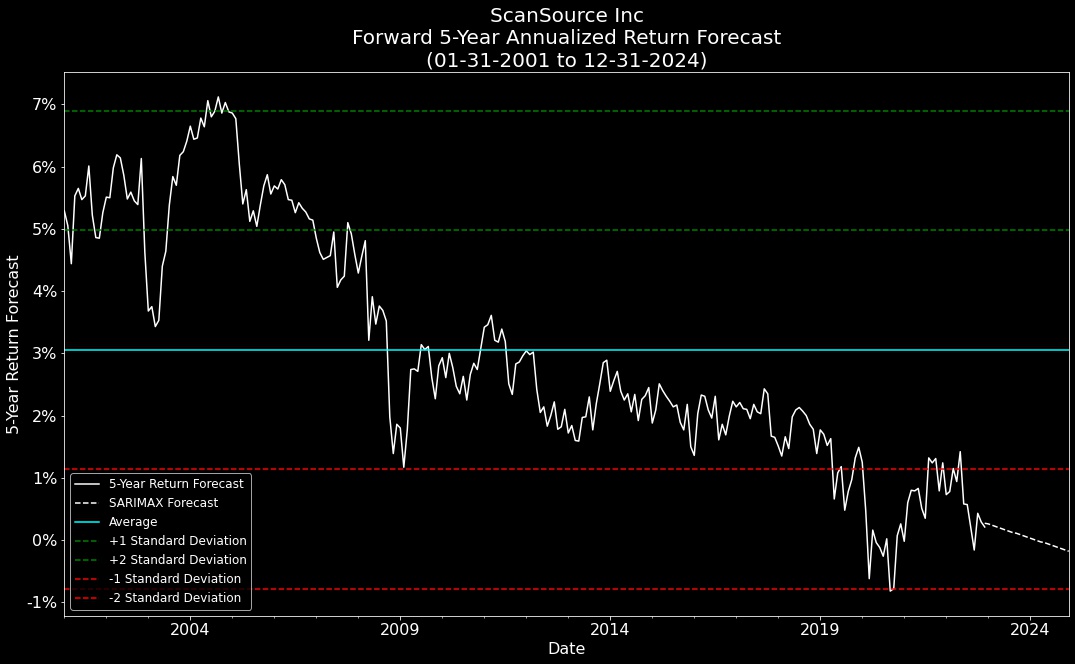 ScanSource Inc
Forward 5-Year Annualized Return Forecast
(01-31-2001 to 12-31-2024)
7%
6%
5%
4%
3%
2%
1%
0%
-1%
5-Year Return Forecast
5-Year Return Forecast
SARIMAX Forecast
Average
+1 Standard Deviation
+2 Standard Deviation
-1 Standard Deviation
-2 Standard Deviation
2004
2009
2014
2019
2024
Date